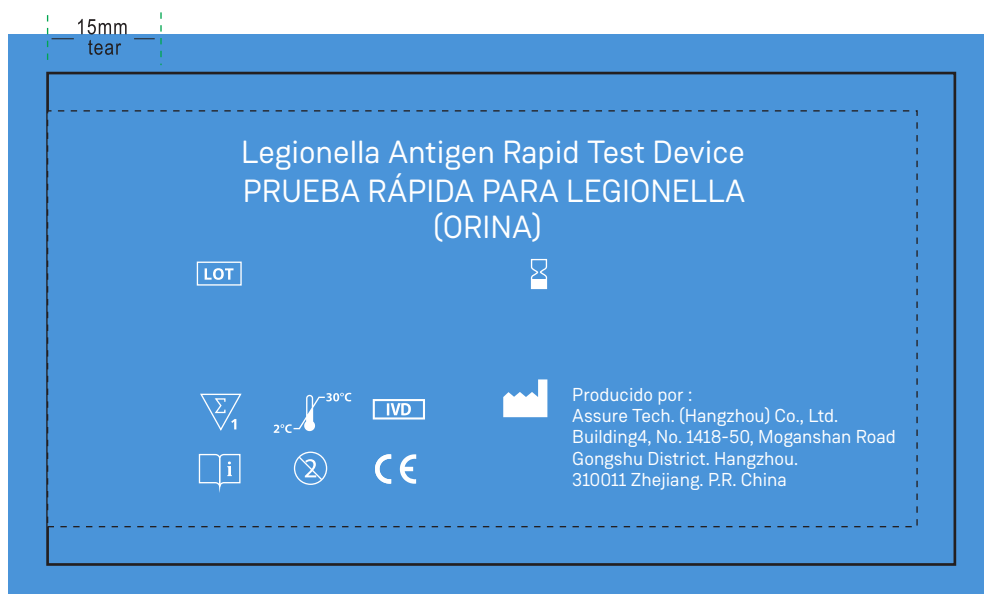 15mm
tear
Legionella Antigen Rapid Test Device
PRUEBA RÁPIDA PARA LEGIONELLA
(ORINA)
LOT
Σ
1
30°C
2°C
IVD
Producido por :
Assure Tech. (Hangzhou) Co., Ltd.
Building4, No. 1418-50, Moganshan Road
Gongshu District. Hangzhou.
310011 Zhejiang. P.R. China
i
2
CE